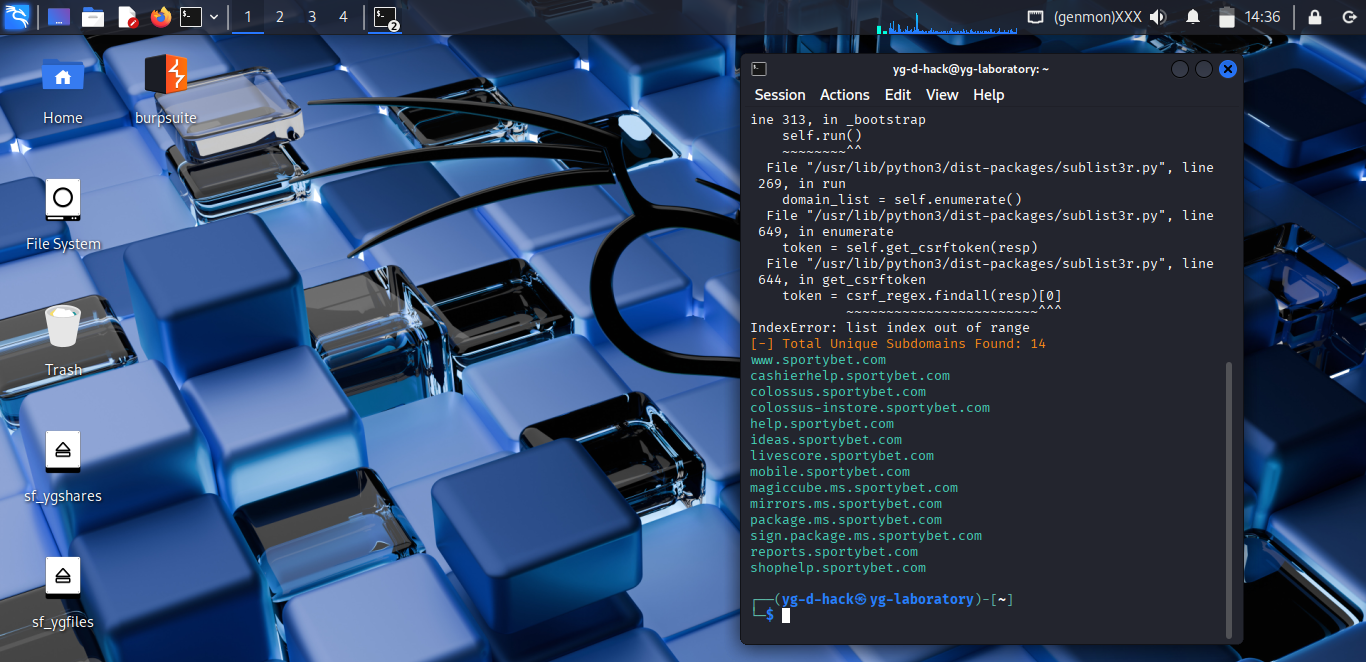 1 2 3 4
2
(genmon)XXX
14:36
Home
burpsuite
File System
Trash
sf_ygshares
sf_ygfiles
yg-d-hack@yg-laboratory: ~
Session Actions Edit View Help
ine 313, in _bootstrap
self.run()
~~~~~~~~^^
File "/usr/lib/python3/dist-packages/sublist3r.py", line
269, in run
domain_list = self.enumerate()
File "/usr/lib/python3/dist-packages/sublist3r.py", line
649, in enumerate
token = self.get_csrftoken(resp)
File "/usr/lib/python3/dist-packages/sublist3r.py", line
644, in get_csrftoken
token = csrf_regex.findall(resp)[0]
~~~~~~~~~~~~~~~~~~~~~~~~^^^
IndexError: list index out of range
[-] Total Unique Subdomains Found: 14
www.sportybet.com
cashierhelp.sportybet.com
colossus.sportybet.com
colossus-instore.sportybet.com
help.sportybet.com
ideas.sportybet.com
livescore.sportybet.com
mobile.sportybet.com
magiccube.ms.sportybet.com
mirrors.ms.sportybet.com
package.ms.sportybet.com
sign.package.ms.sportybet.com
reports.sportybet.com
shophelp.sportybet.com
┌──(yg-d-hack㉿yg-laboratory)-[~]
└─$